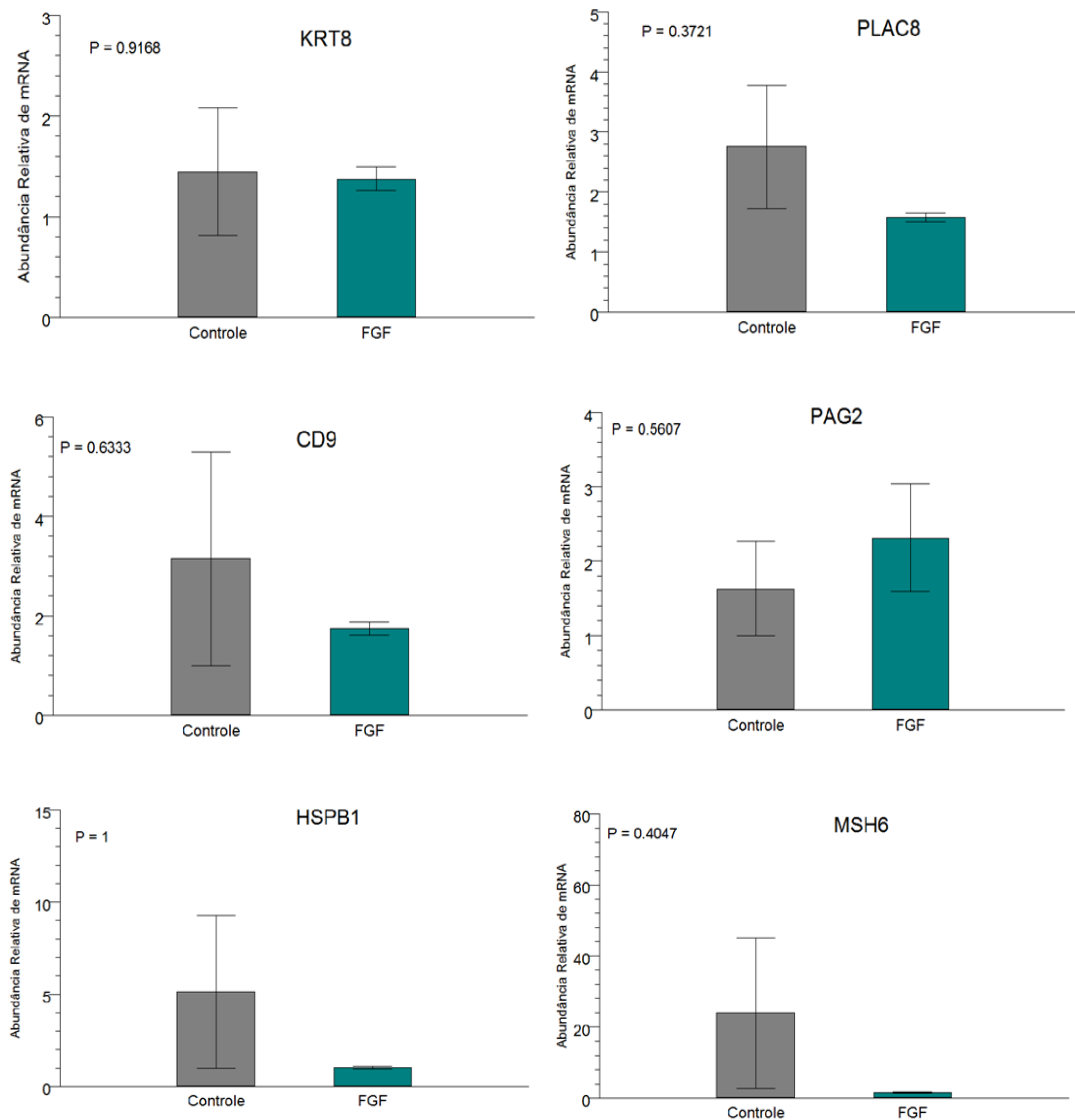 KRT8
P = 0.9168
Abundância Relativa de mRNA
3
2
1
0
Controle FGF
PLAC8
P = 0.3721
Abundância Relativa de mRNA
5
4
3
2
1
0
Controle FGF
CD9
P = 0.6333
Abundância Relativa de mRNA
6
4
2
0
Controle FGF
PAG2
P = 0.5607
Abundância Relativa de mRNA
4
3
2
1
0
Controle FGF
HSPB1
P = 1
Abundância Relativa de mRNA
15
10
5
0
Controle FGF
MSH6
P = 0.4047
Abundância Relativa de mRNA
80
60
40
20
0
Controle FGF